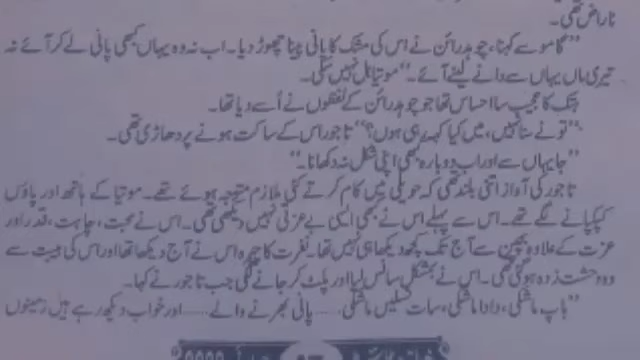 ناراض تھی۔
”گامو سے کہنا، چوہدرائن نے اس کی مشک کا پانی پینا چھوڑ دیا۔ اب نہ وہ یہاں کبھی پانی لے کر آئے نہ
تیری ماں یہاں سے دانے لینے آئے۔“ موتیا ہل نہیں سکی۔
ہتک کا عجیب سا احساس تھا جو چوہدرائن کے لفظوں نے اُسے دیا تھا۔
”تو نے سنا نہیں، میں کیا کہہ رہی ہوں؟“ تاجور اس کے ساکت ہونے پر دھاڑی تھی۔
”جا یہاں سے اور اب دوبارہ کبھی اپنی شکل نہ دکھانا۔“
تاجور کی آواز اتنی بلند تھی کہ حویلی میں کام کرتے کئی ملازم متوجہ ہوئے تھے۔ موتیا کے ہاتھ اور پاؤں
کپکپانے لگے تھے۔ اس سے پہلے اس نے کبھی ایسی بے عزتی نہیں دیکھی تھی۔ اس نے محبت، چاہت، قدر اور
عزت کے علاوہ بچپن سے آج تک کچھ دیکھا ہی نہیں تھا۔ نفرت کا چہرہ اس نے آج دیکھا تھا اور اس کی ہیبت سے
وہ وحشت زدہ ہو گئی تھی۔ اس نے بمشکل سانس لیا اور پلٹ کر جانے لگی جب تاجور نے کہا۔
”باپ ماشکی، دادا ماشکی، سات نسلیں ماشکی ...... پانی بھرنے والے ...... اور خواب دیکھ رہے ہیں زمینوں